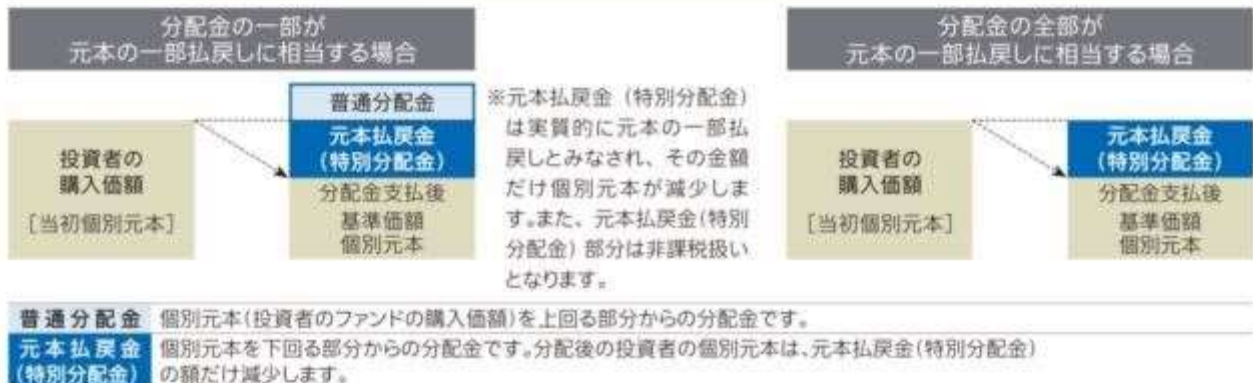 分配金の一部が
元本の一部払戻しに相当する場合
投資者の
購入価額
[当初個別元本]
普通分配金
元本払戻金
(特別分配金)
分配金支払後
基準価額
個別元本
※元本払戻金（特別分配金）
は実質的に元本の一部払
戻しとみなされ、その金額
だけ個別元本が減少しま
す。また、元本払戻金(特別
分配金) 部分は非課税扱い
となります。
分配金の全部が
元本の一部払戻しに相当する場合
投資者の
購入価額
[当初個別元本]
元本払戻金
(特別分配金)
分配金支払後
基準価額
個別元本
普通分配金 個別元本(投資者のファンドの購入価額)を上回る部分からの分配金です。
元本払戻金 個別元本を下回る部分からの分配金です。分配後の投資者の個別元本は、元本払戻金(特別分配金)
(特別分配金) の額だけ減少します。